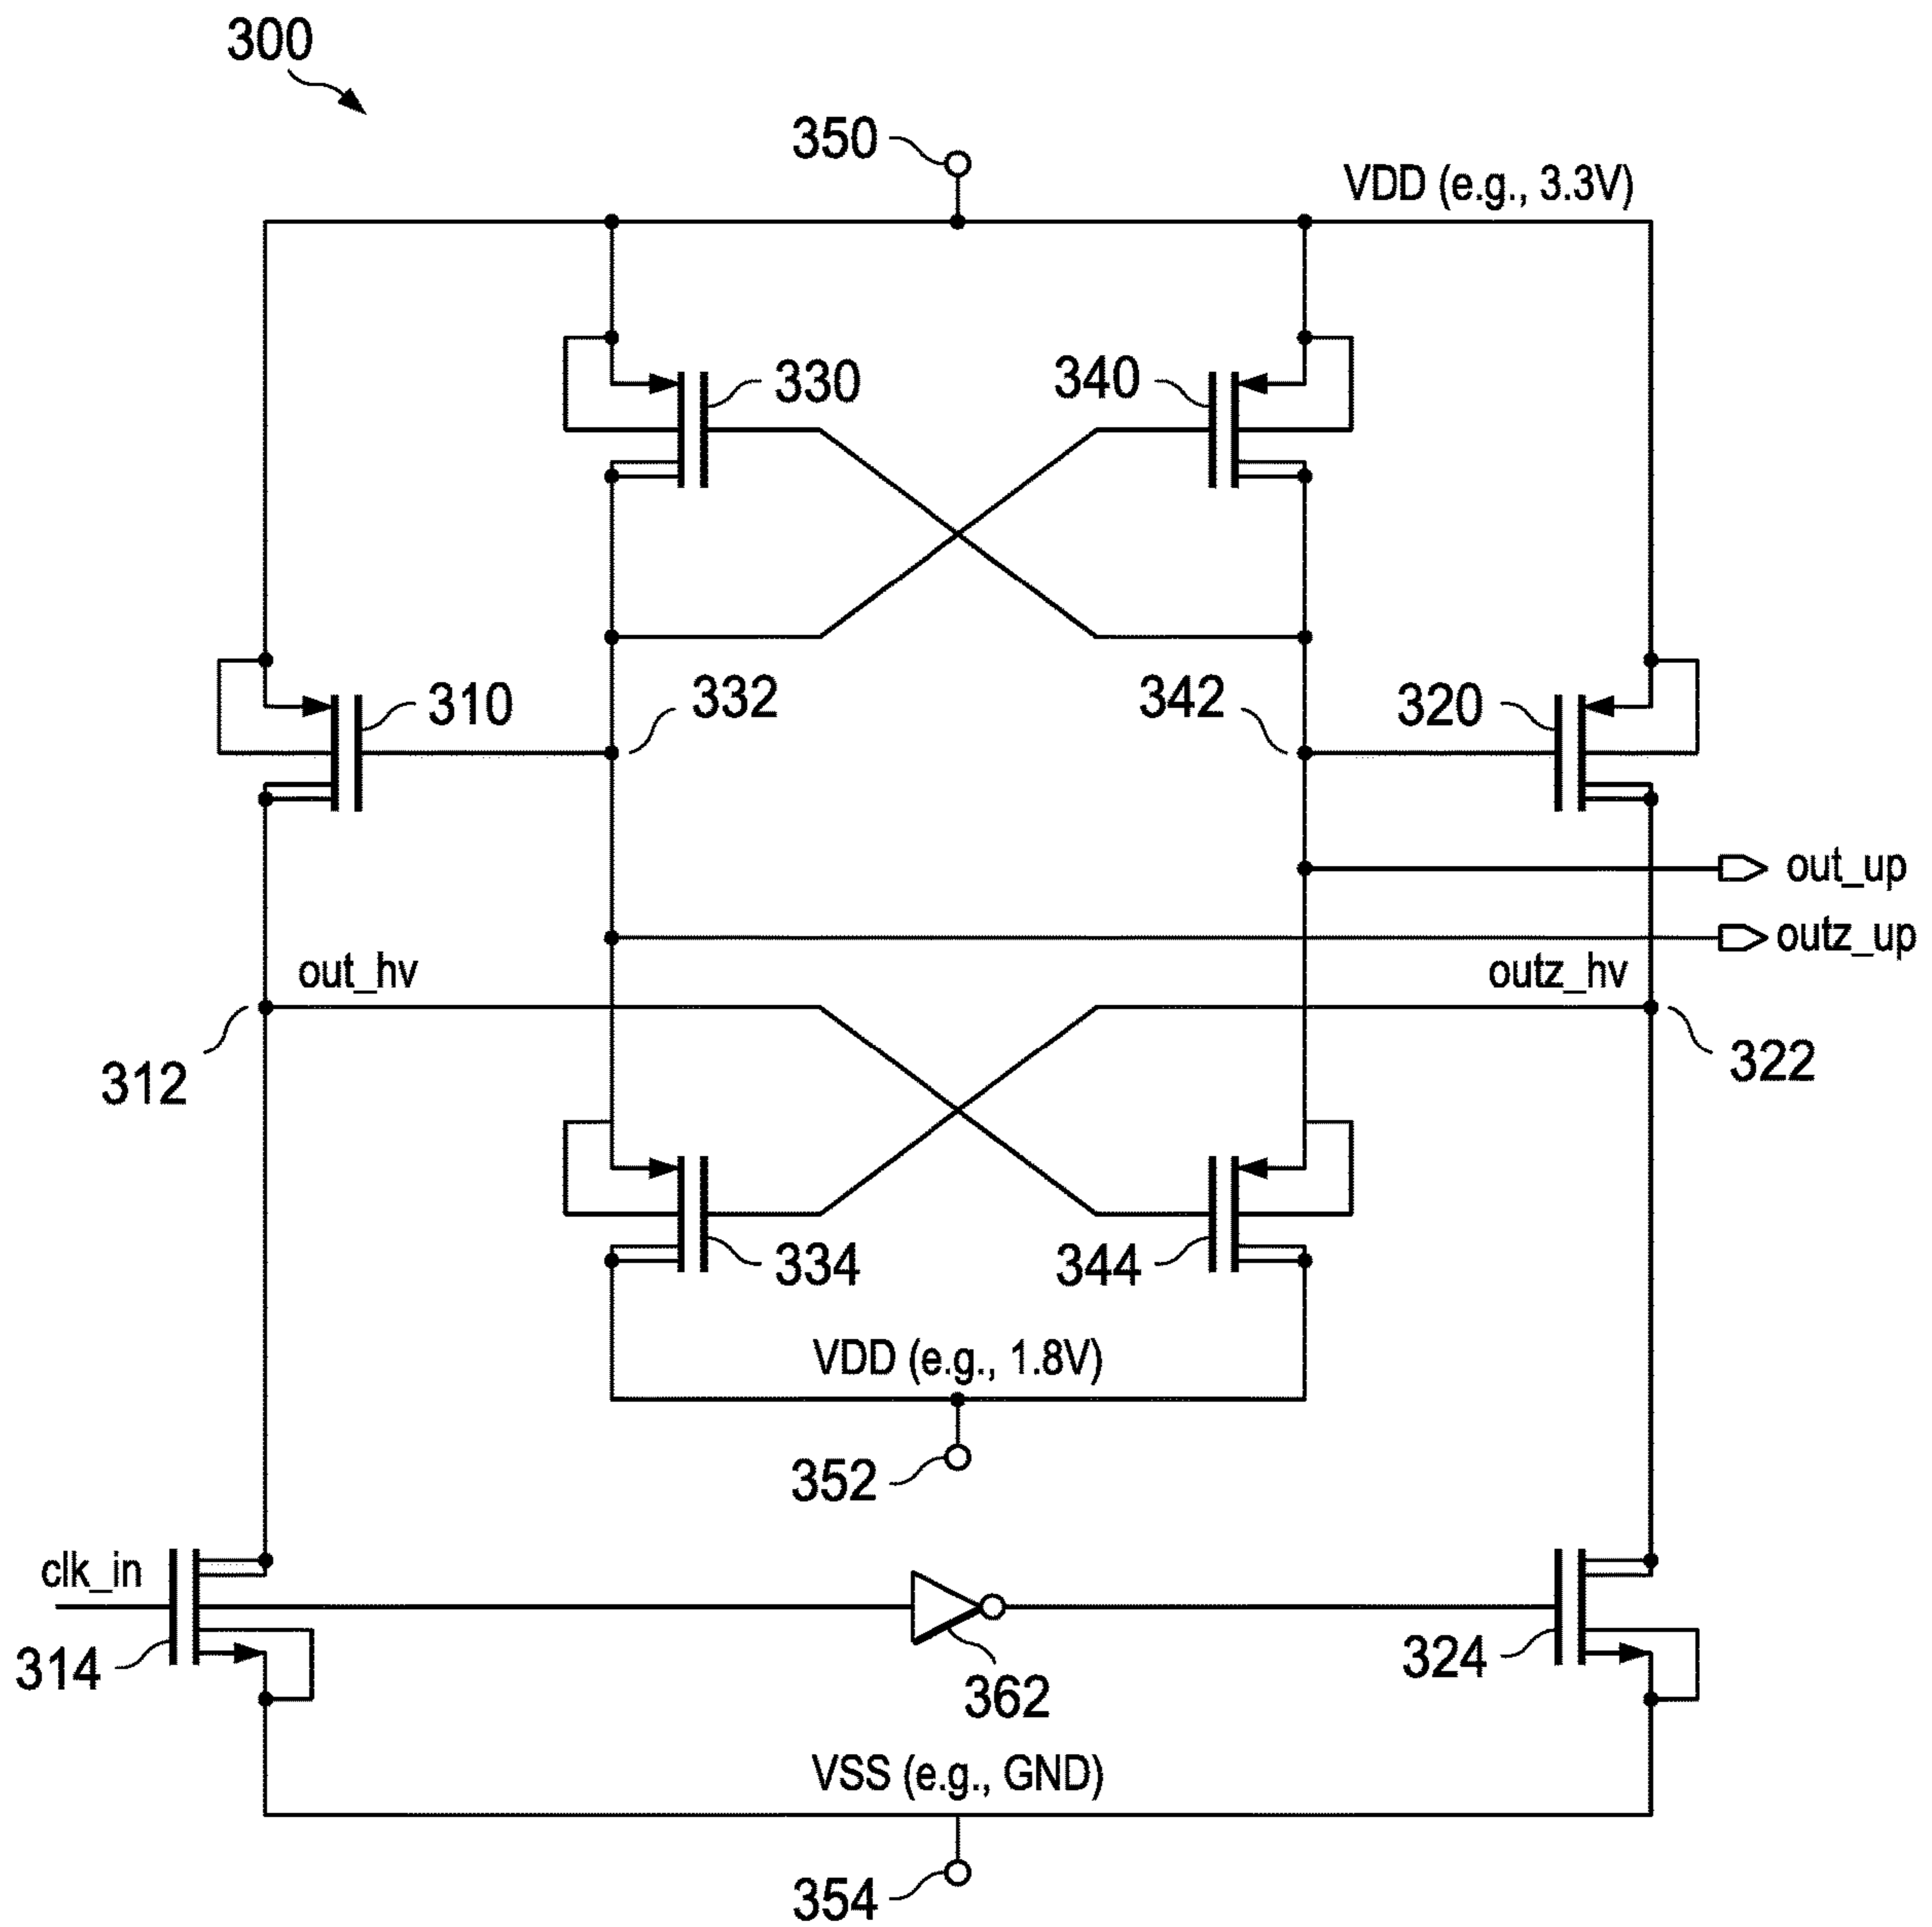 300
350
VDD (e.g., 3.3V)
330
340
310
332
342
320
out_up
outz_up
out_hv
outz_hv
312
322
334
344
VDD (e.g., 1.8V)
352
clk_in
314
362
324
VSS (e.g., GND)
354